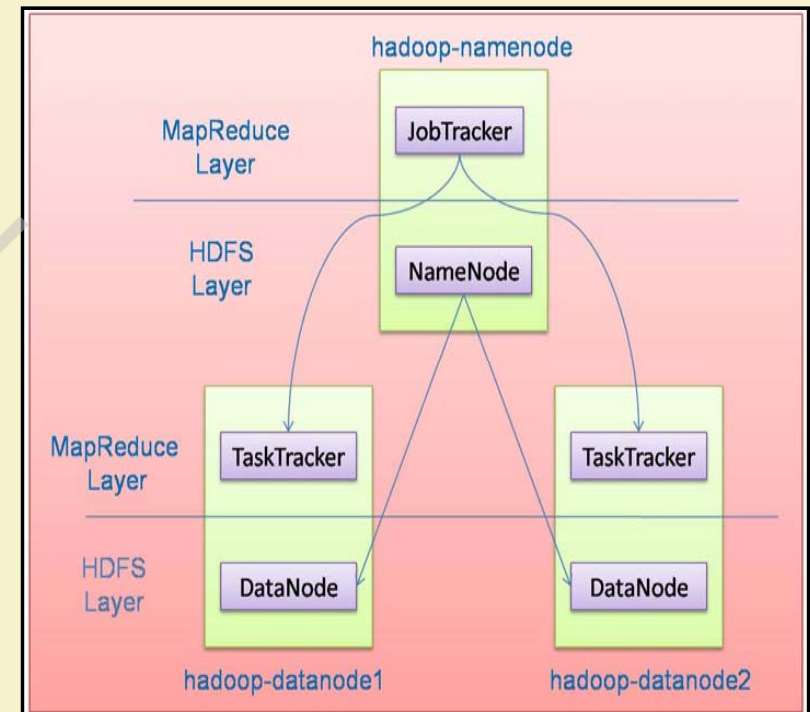 hadoop-namenode
JobTracker
MapReduce
Layer
HDFS
Layer
NameNode
MapReduce
Layer
TaskTracker
TaskTracker
HDFS
Layer
DataNode
DataNode
hadoop-datanode1
hadoop-datanode2